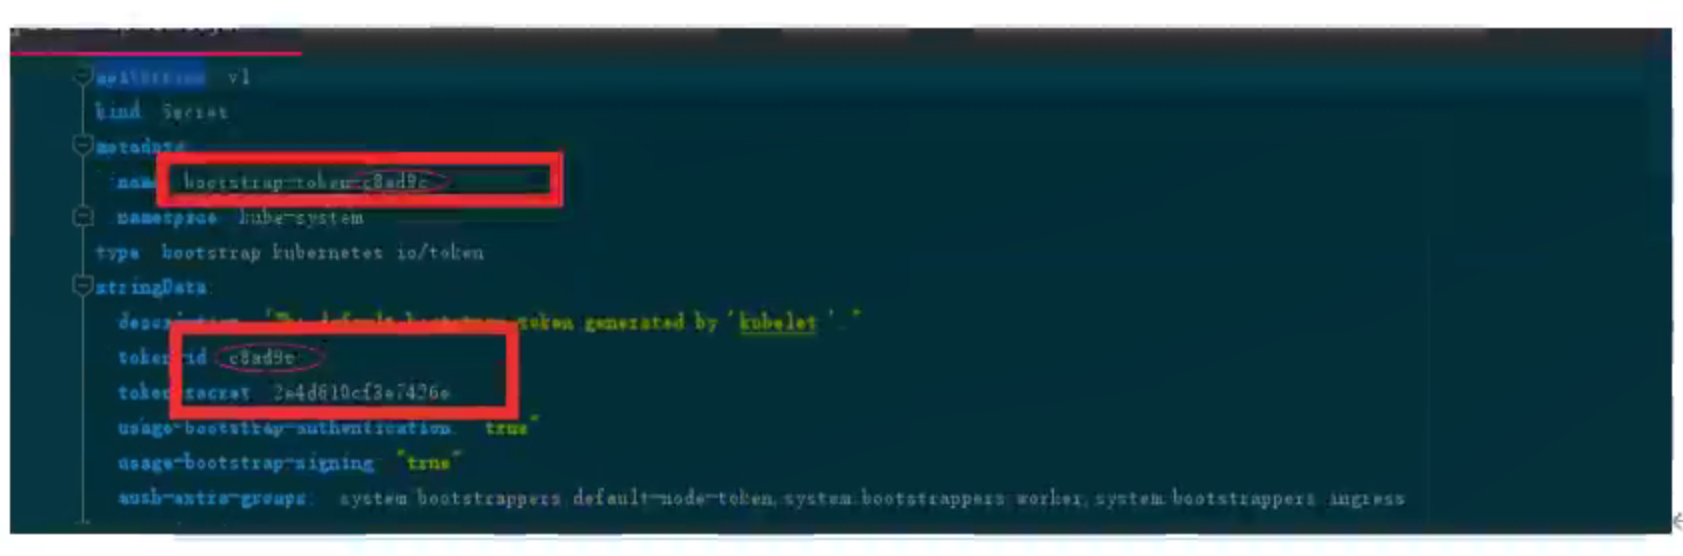 apiVersion v1
kind Secret
metadata
name bootstrap-token-c8ad9c
namespace kube-system
type bootstrap kubernetes io/token
stringData
description "The default bootstrap token generated by 'kubelet '."
token-id c8ad9c
token-secret 2e4d610cf3e7426e
usage-bootstrap-authentication: "true"
usage-bootstrap-signing "true"
auth-extra-groups: system bootstrappers default-node-token, system bootstrappers worker, system bootstrappers ingress